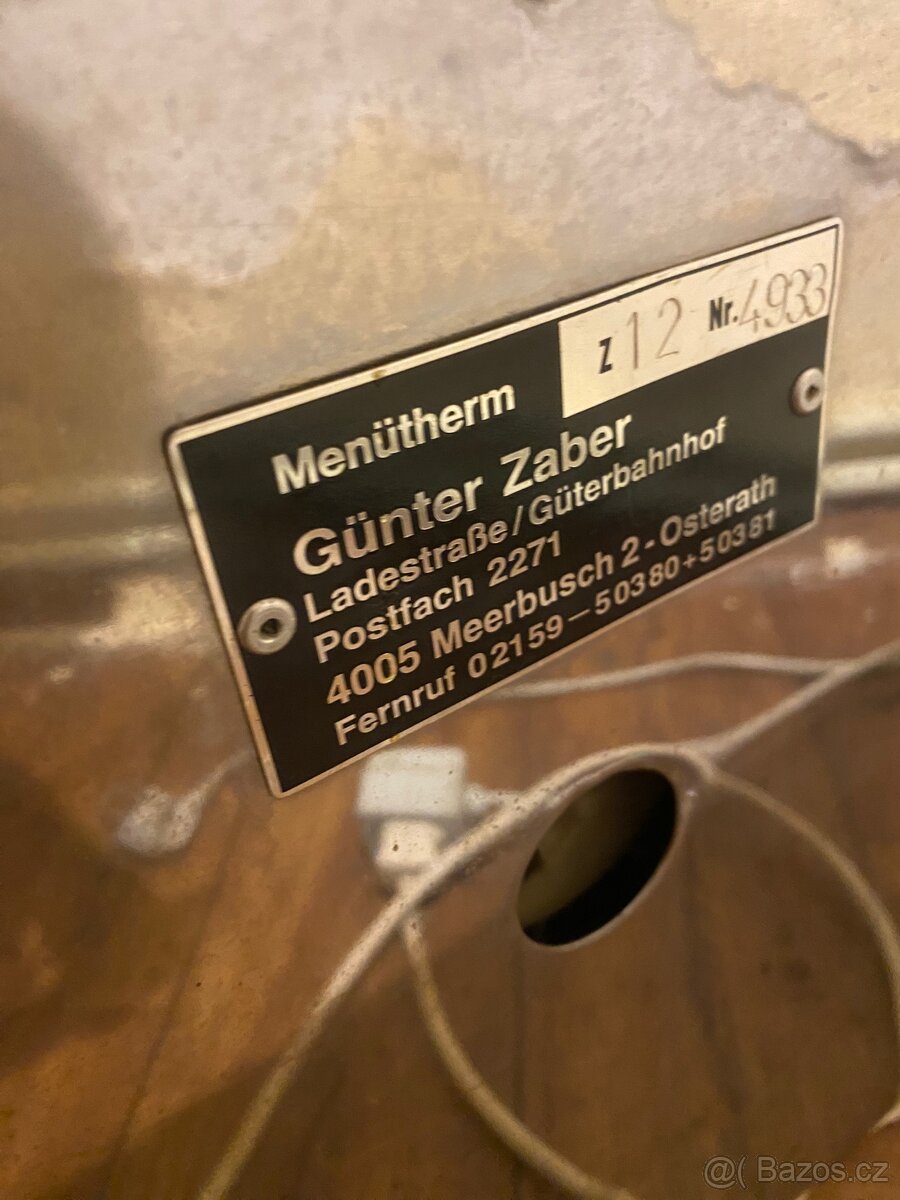 Menütherm Z 12 Nr. 4933
Günter Zaber
Ladestraße/Güterbahnhof
Postfach 2271
4005 Meerbusch 2-Osterath
Fernruf 02159–50380+50381
@( Bazos.cz